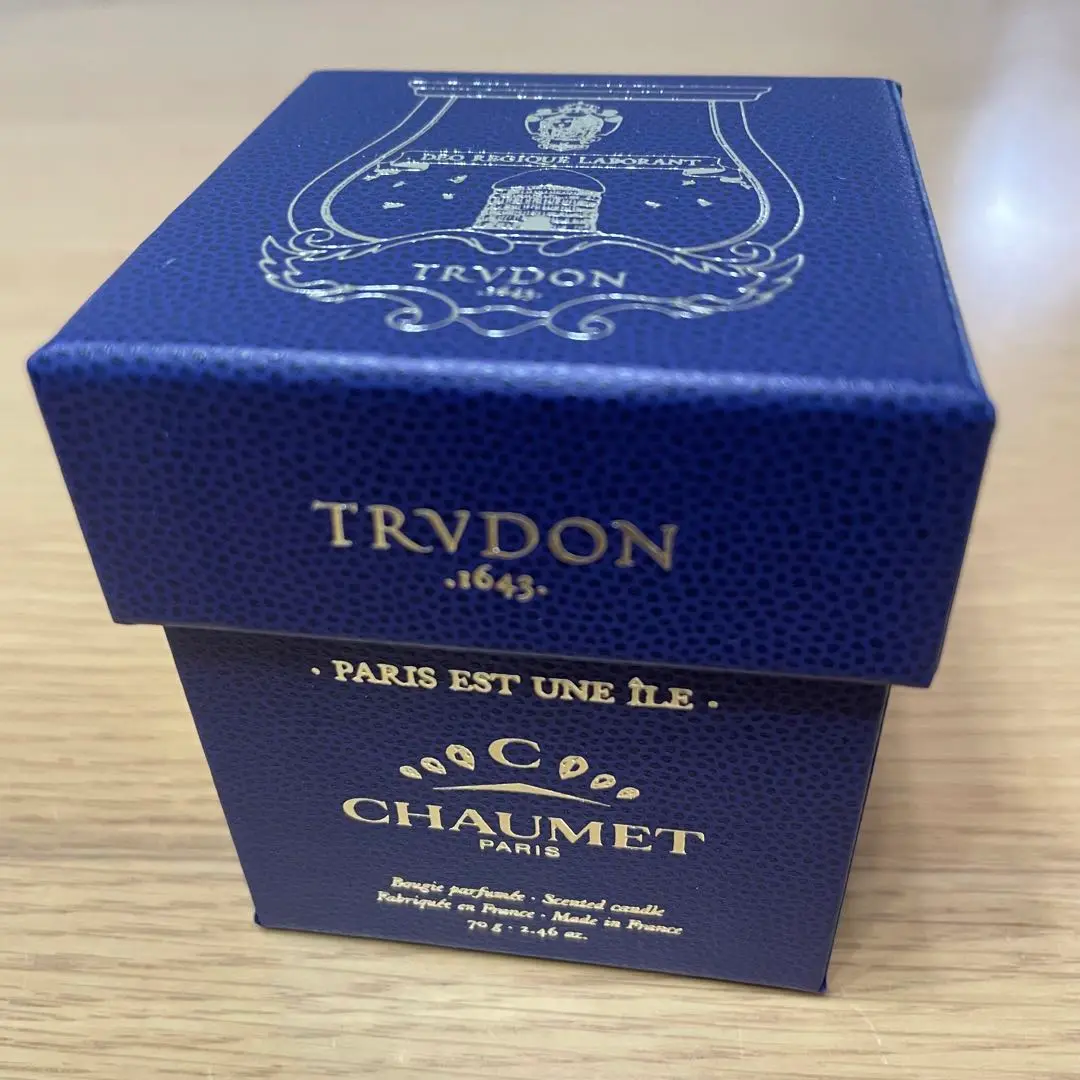 DEO REGIQUE LABORANT
TRVDON
·1643·
TRVDON
·1643·
· PARIS EST UNE ÎLE ·
C
CHAUMET
PARIS
Bougie parfumée · Scented candle
Fabriquée en France · Made in France
70 g · 2.46 oz.